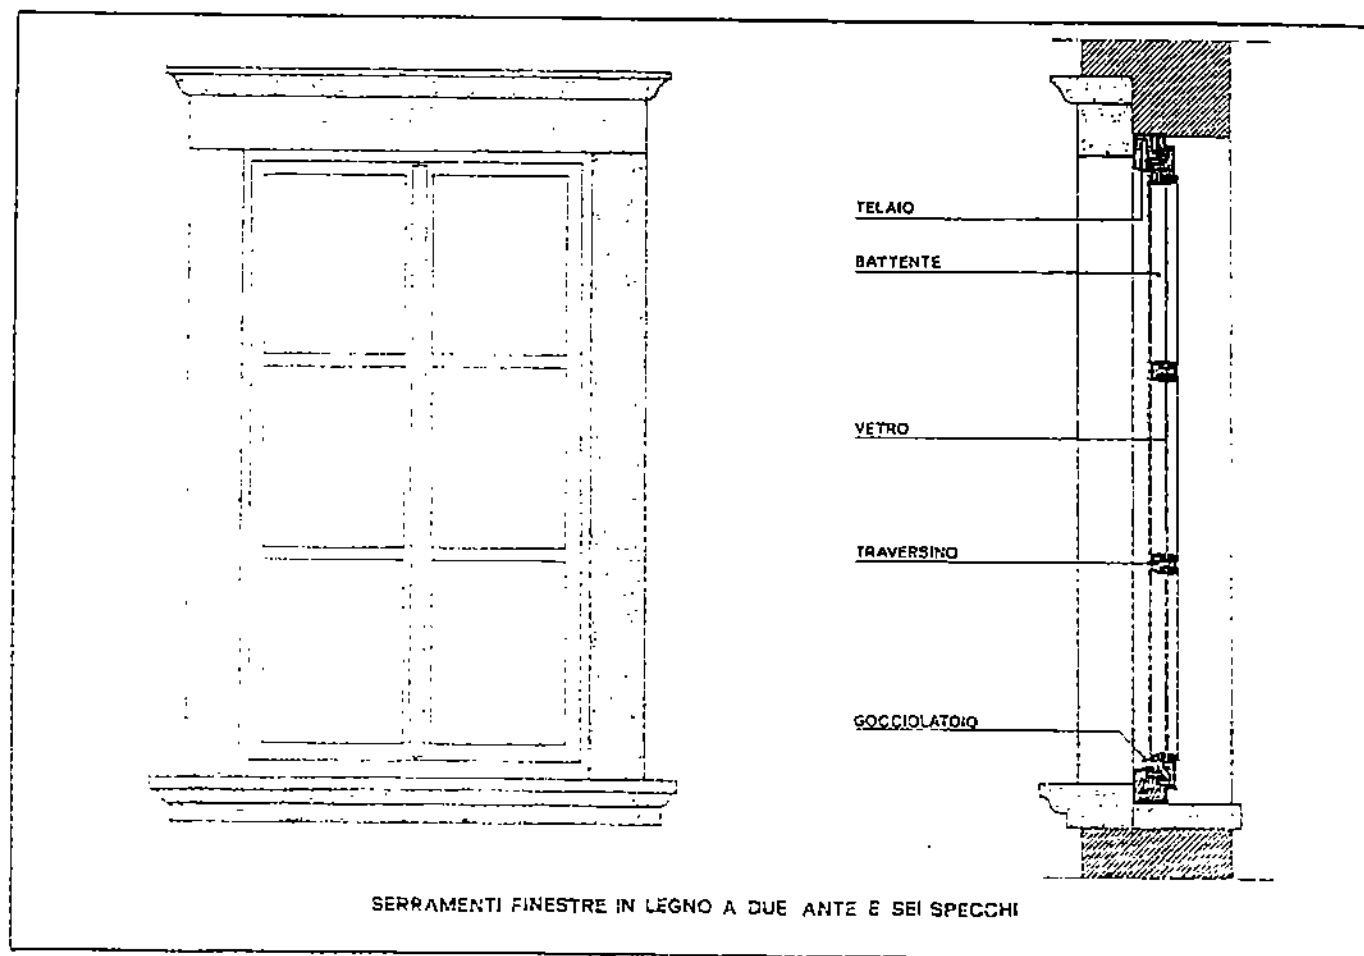 TELAIO
BATTENTE
VETRO
TRAVERSINO
GOCCIOLATOIO
SERRAMENTI FINESTRE IN LEGNO A DUE ANTE E SEI SPECCHI